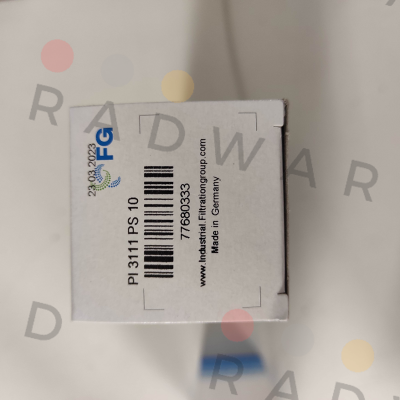 23.03.2023
FG
PI 3111 PS 10
77680333
www.Industrial.Filtrationgroup.com
Made in Germany
RADWAR
D
RADWAR